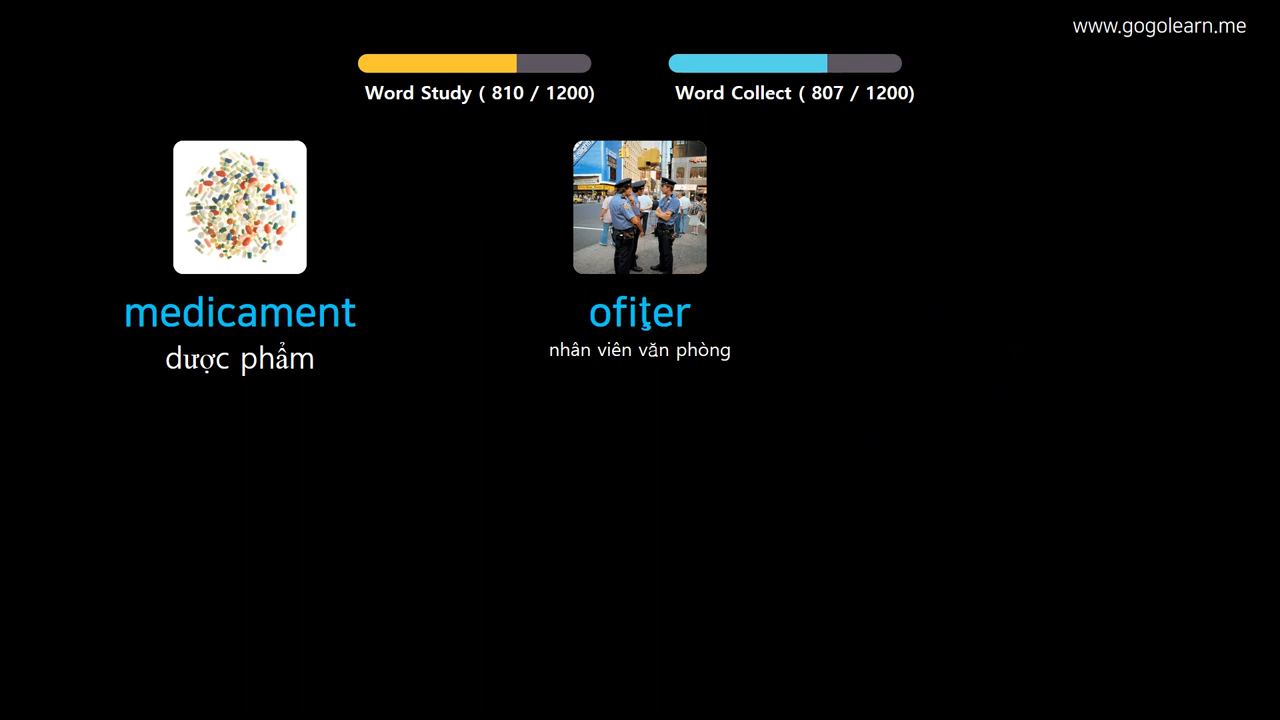 www.gogolearn.me
Word Study ( 810 / 1200)
Word Collect ( 807 / 1200)
medicament
ofiţer
dược phẩm
nhân viên văn phòng